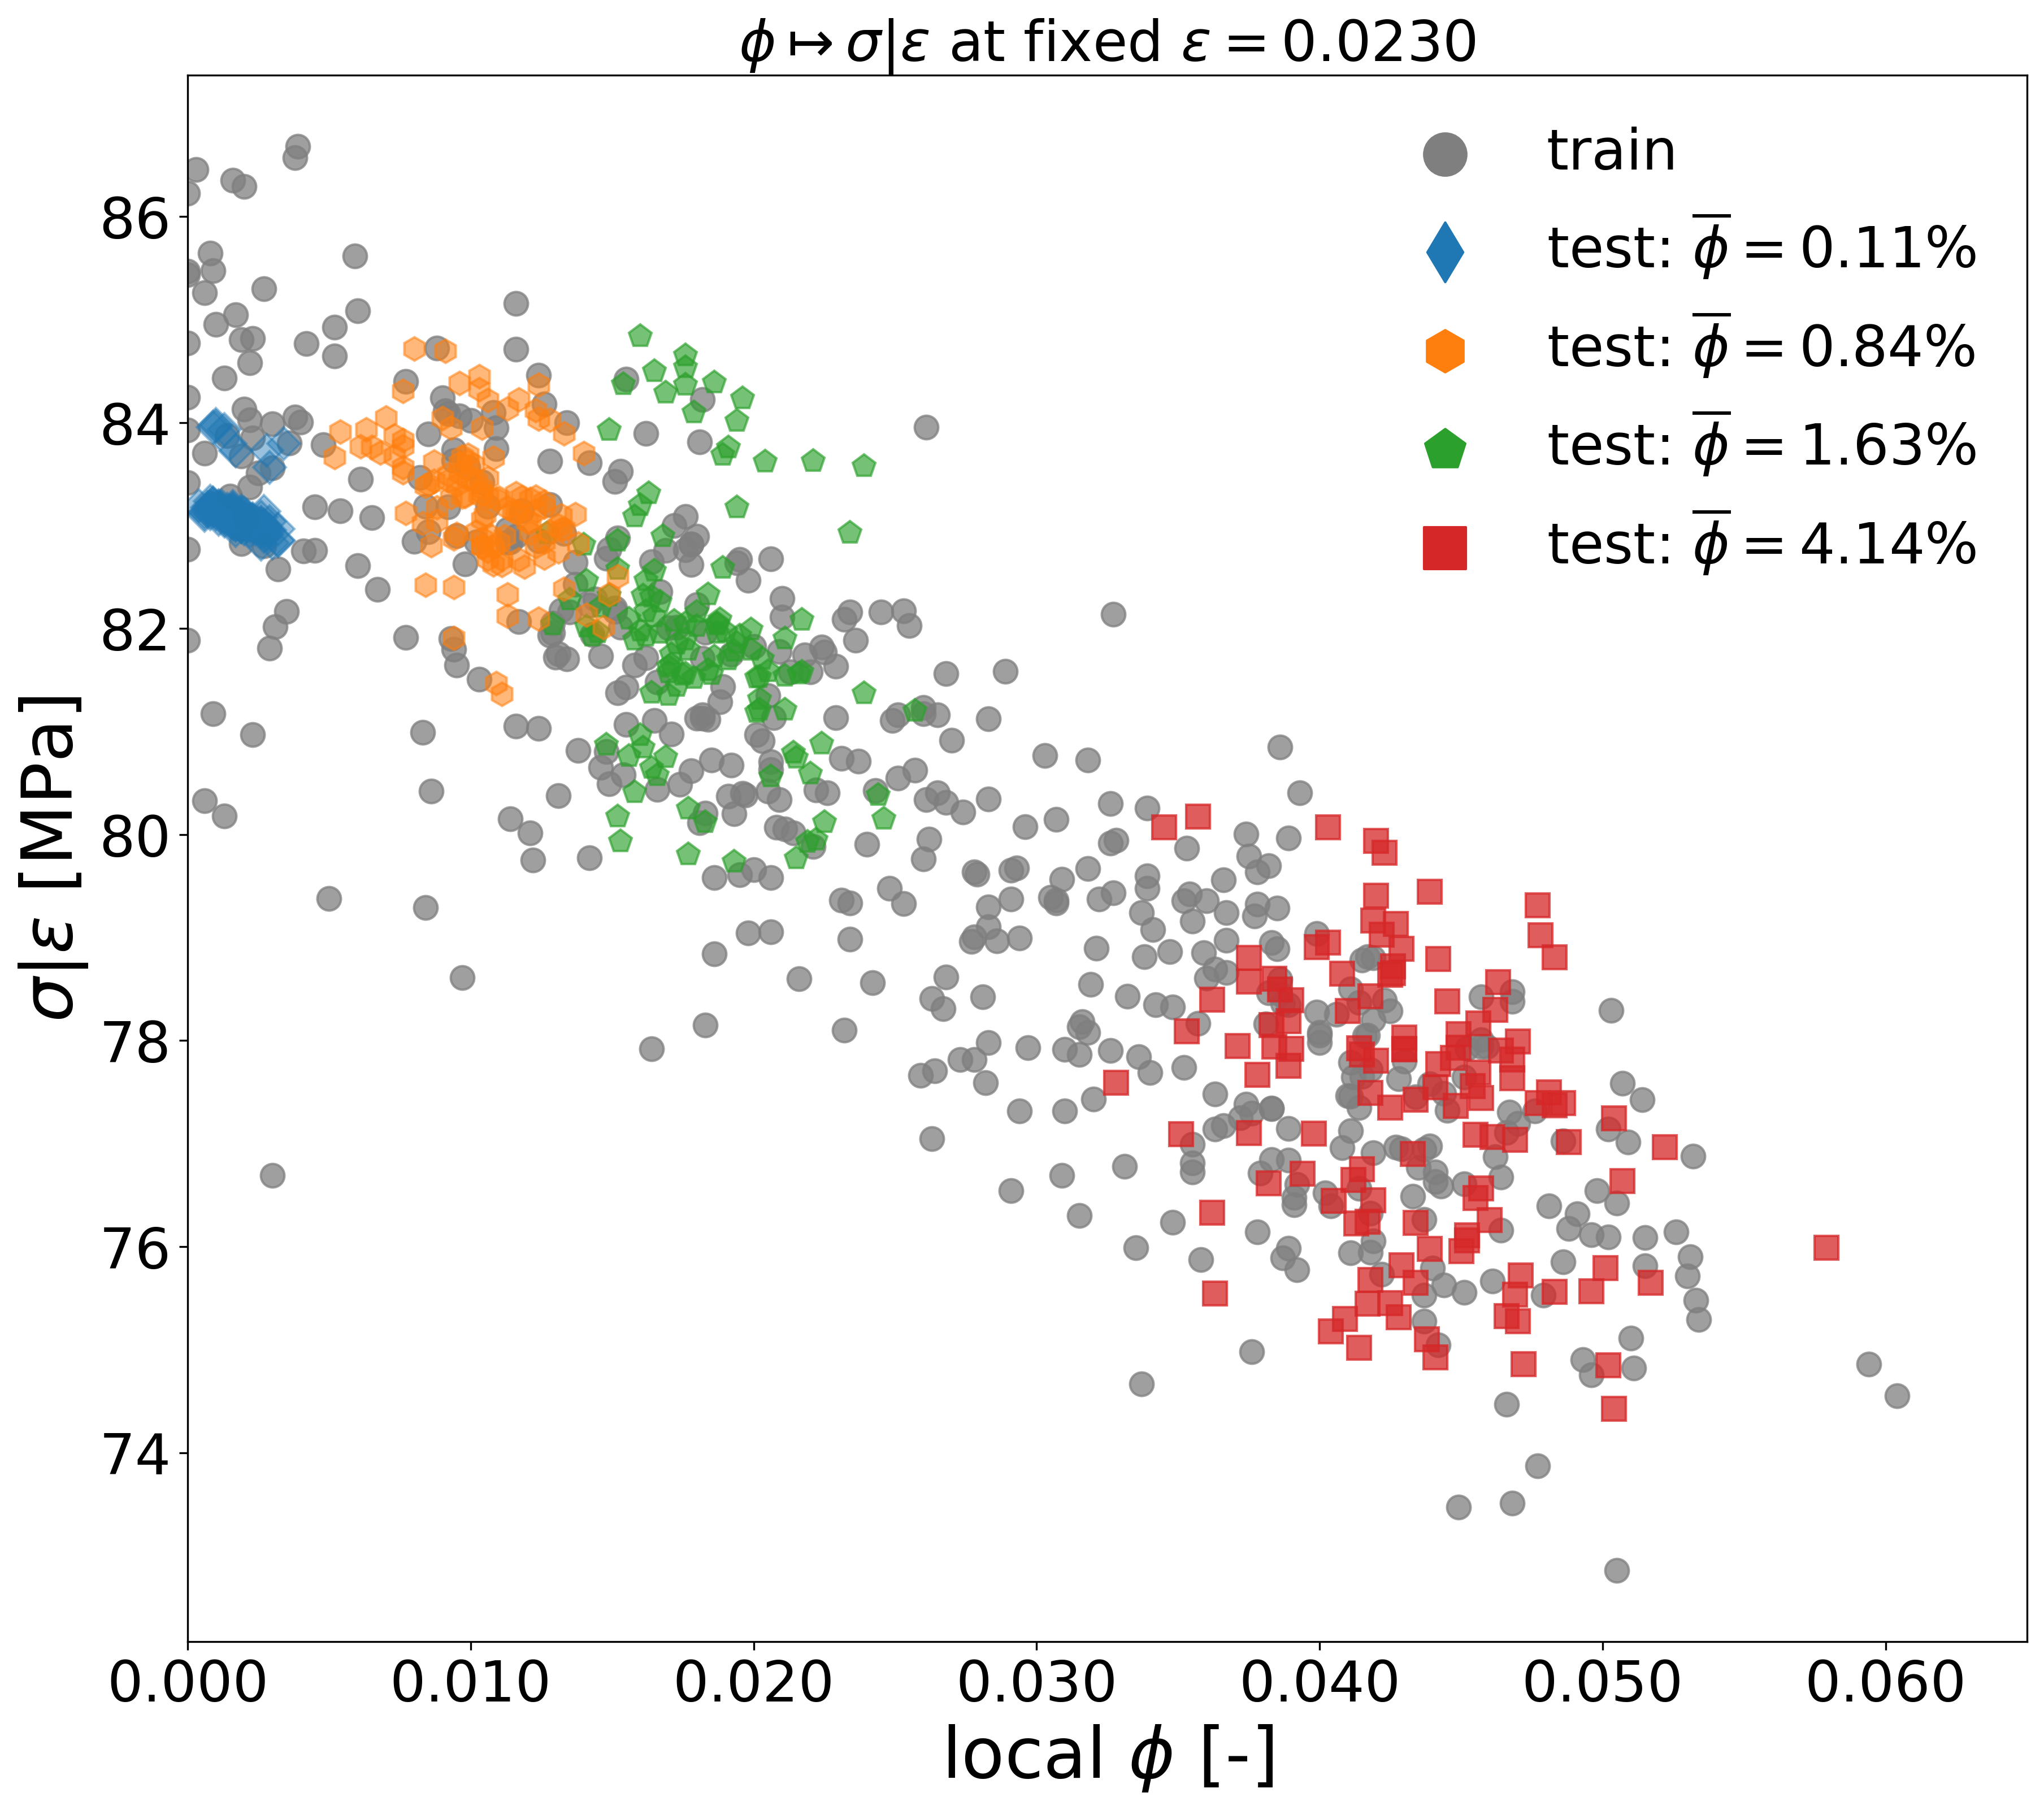 ϕ ↦ σ|ε at fixed ε = 0.0230
train
test: ϕ̅ = 0.11%
test: ϕ̅ = 0.84%
test: ϕ̅ = 1.63%
test: ϕ̅ = 4.14%
σ|ε [MPa]
86
84
82
80
78
76
74
0.000 0.010 0.020 0.030 0.040 0.050 0.060
local ϕ [-]